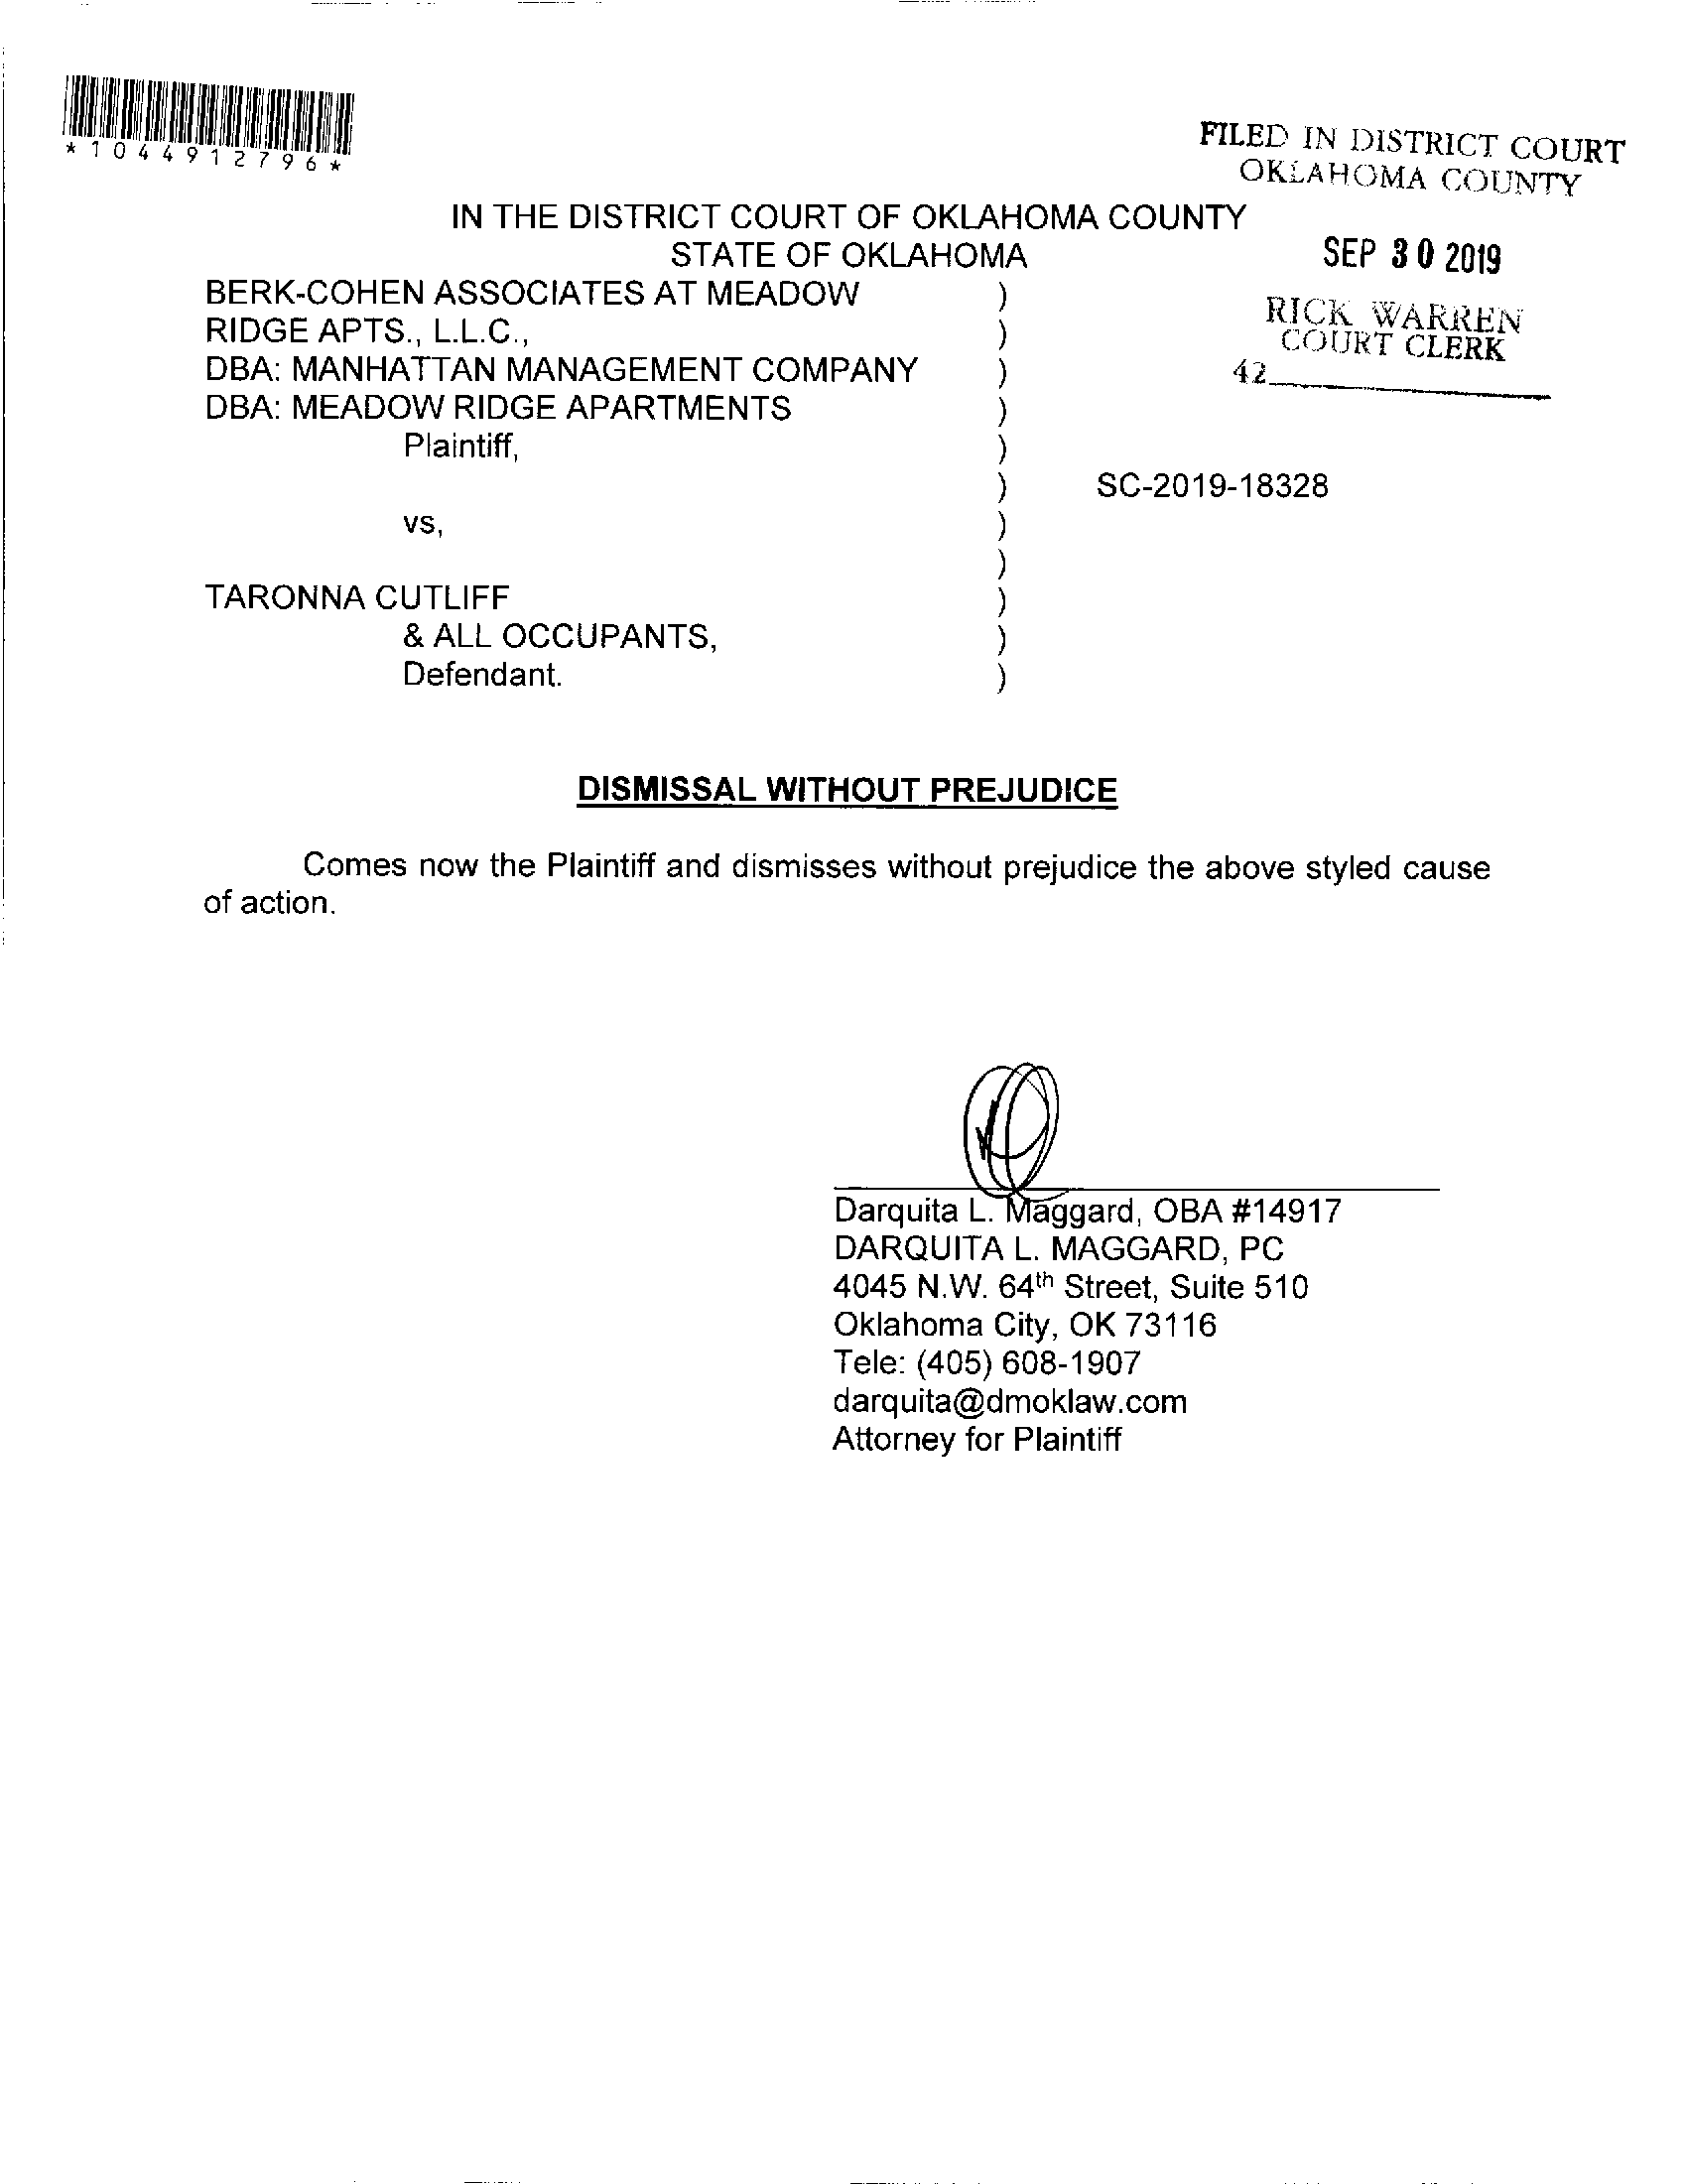 *1044912796*
FILED IN DISTRICT COURT
OKLAHOMA COUNTY
IN THE DISTRICT COURT OF OKLAHOMA COUNTY
STATE OF OKLAHOMA
SEP 30 2019
BERK-COHEN ASSOCIATES AT MEADOW )
RICK WARREN
RIDGE APTS., L.L.C., )
COURT CLERK
DBA: MANHATTAN MANAGEMENT COMPANY )
42
DBA: MEADOW RIDGE APARTMENTS )
Plaintiff, )
) SC-2019-18328
vs, )
)
TARONNA CUTLIFF )
& ALL OCCUPANTS, )
Defendant. )
DISMISSAL WITHOUT PREJUDICE
Comes now the Plaintiff and dismisses without prejudice the above styled cause
of action.
Darquita L. Maggard, OBA #14917
DARQUITA L. MAGGARD, PC
4045 N.W. 64th Street, Suite 510
Oklahoma City, OK 73116
Tele: (405) 608-1907
darquita@dmoklaw.com
Attorney for Plaintiff